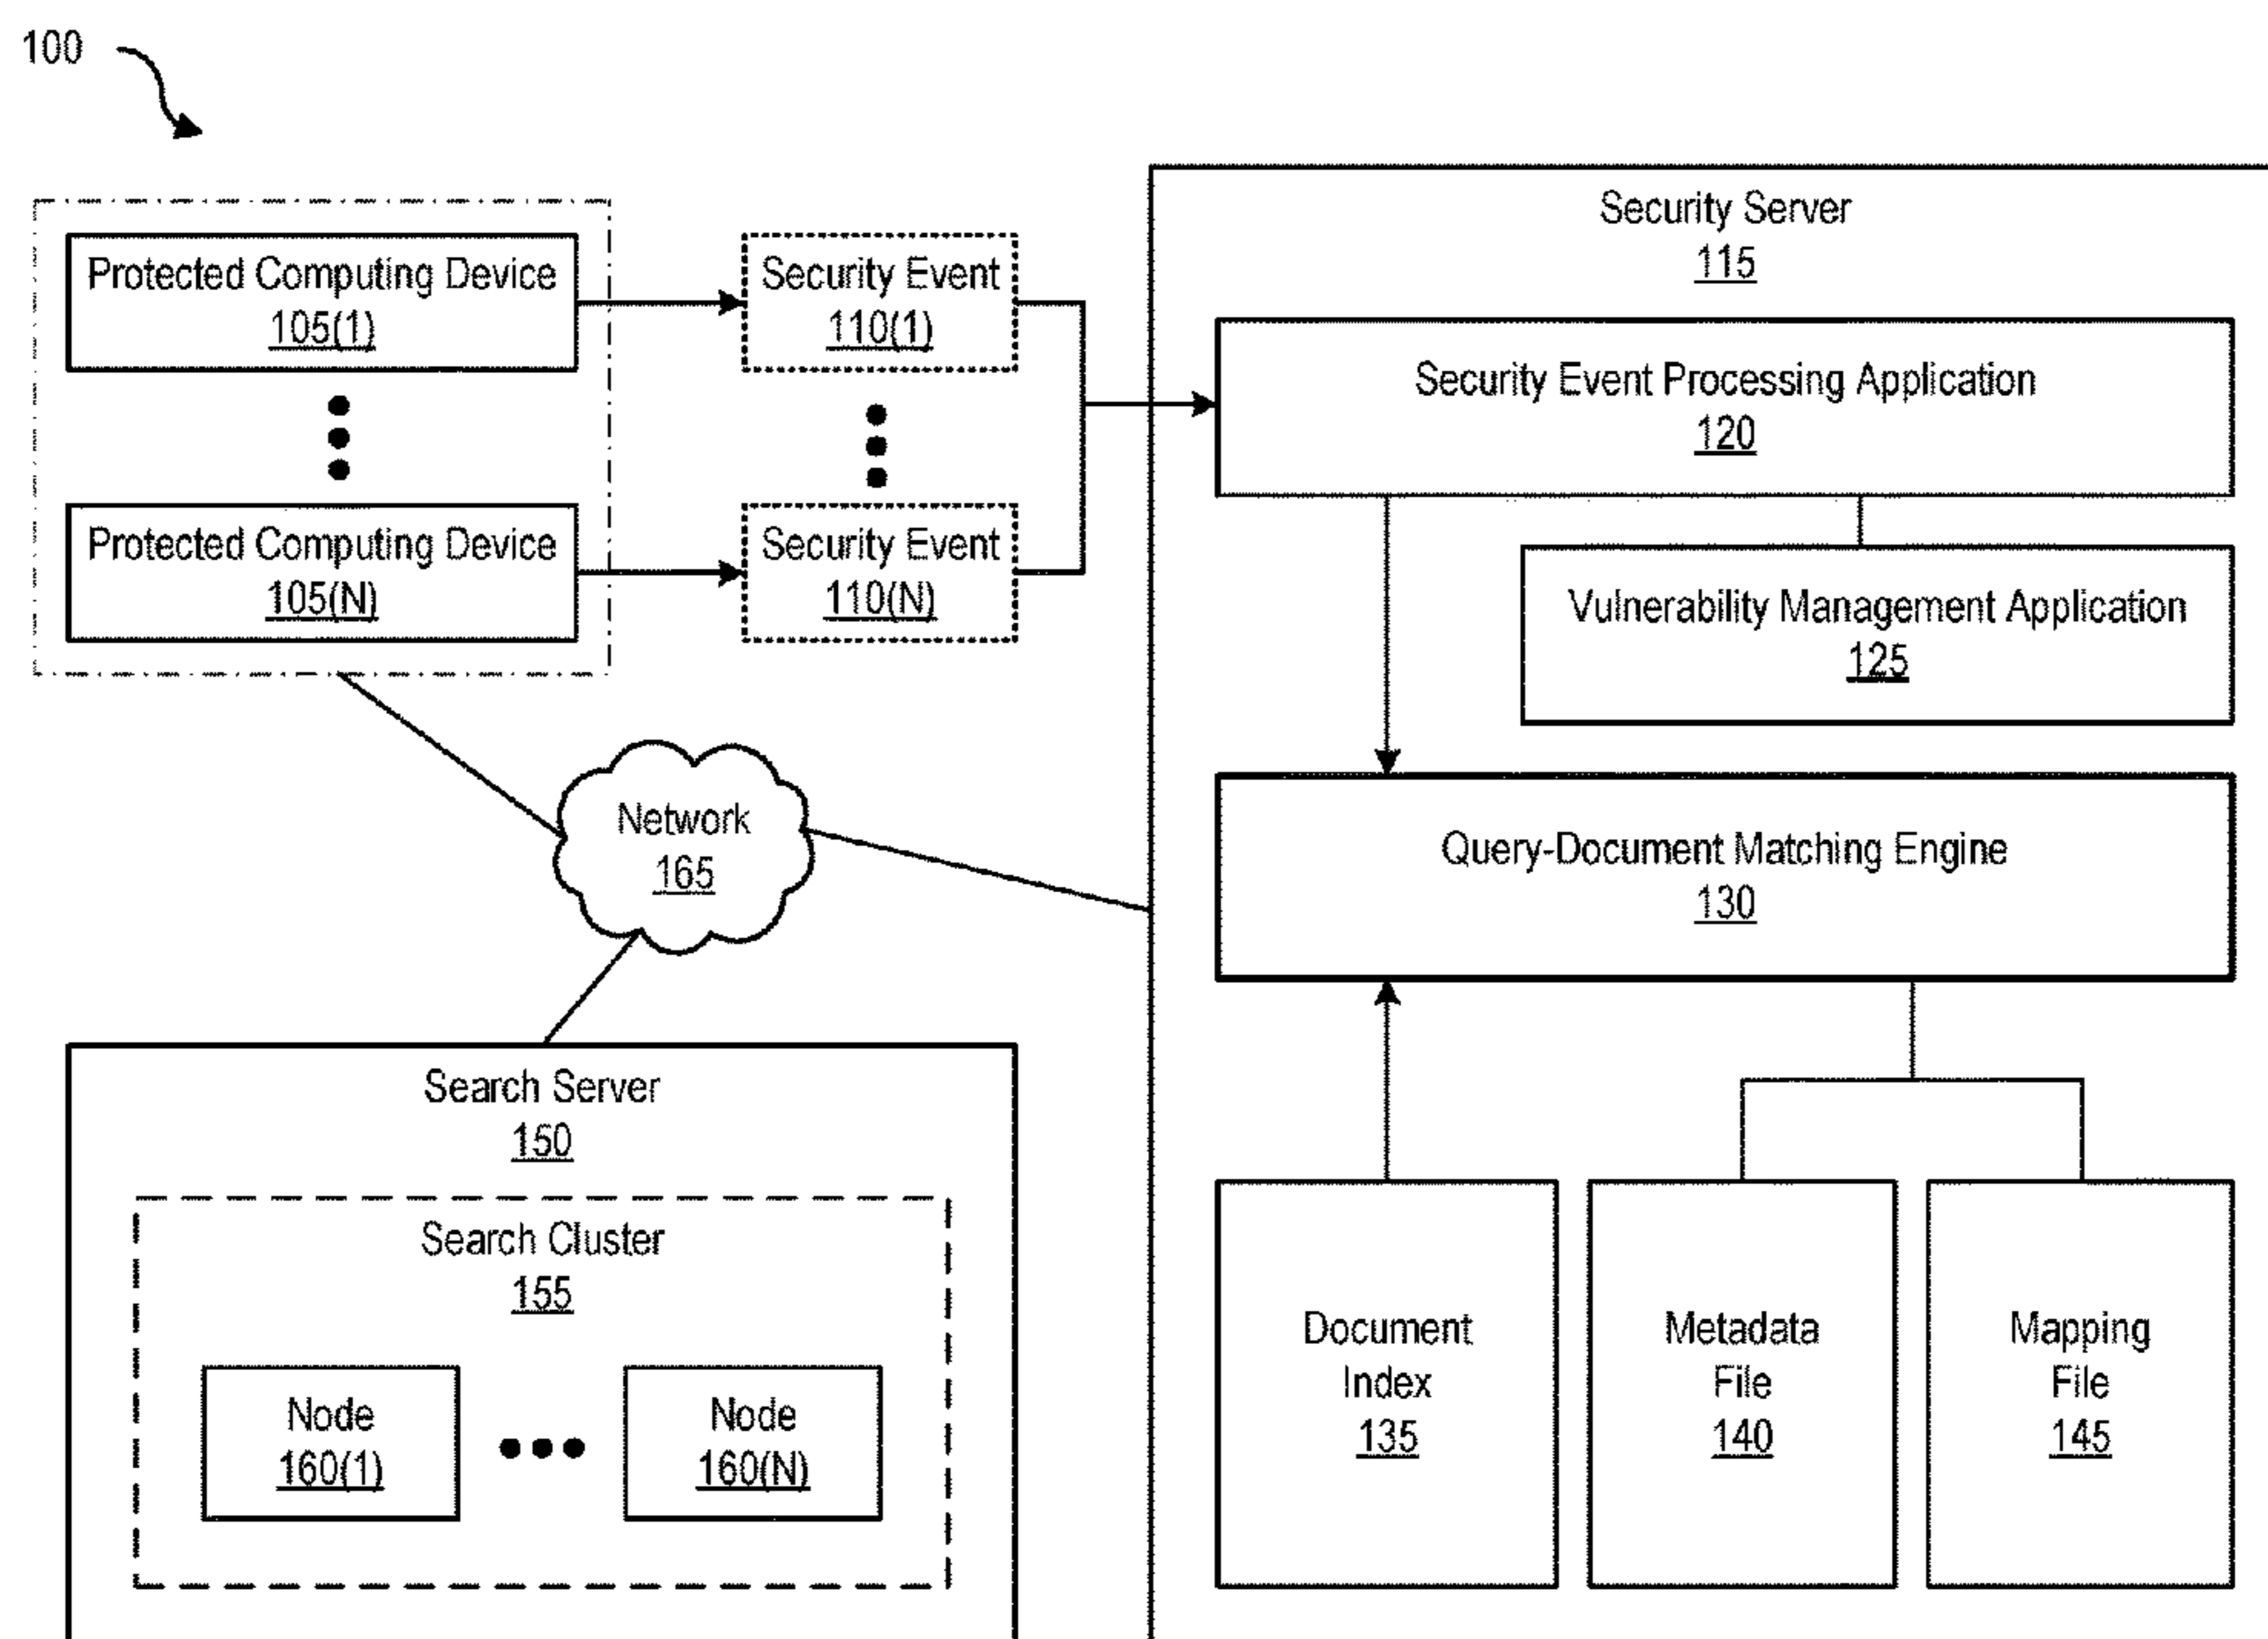 100
Protected Computing Device
105(1)
Protected Computing Device
105(N)
Security Event
110(1)
Security Event
110(N)
Security Server
115
Security Event Processing Application
120
Vulnerability Management Application
125
Query-Document Matching Engine
130
Document
Index
135
Metadata
File
140
Mapping
File
145
Network
165
Search Server
150
Search Cluster
155
Node
160(1)
Node
160(N)